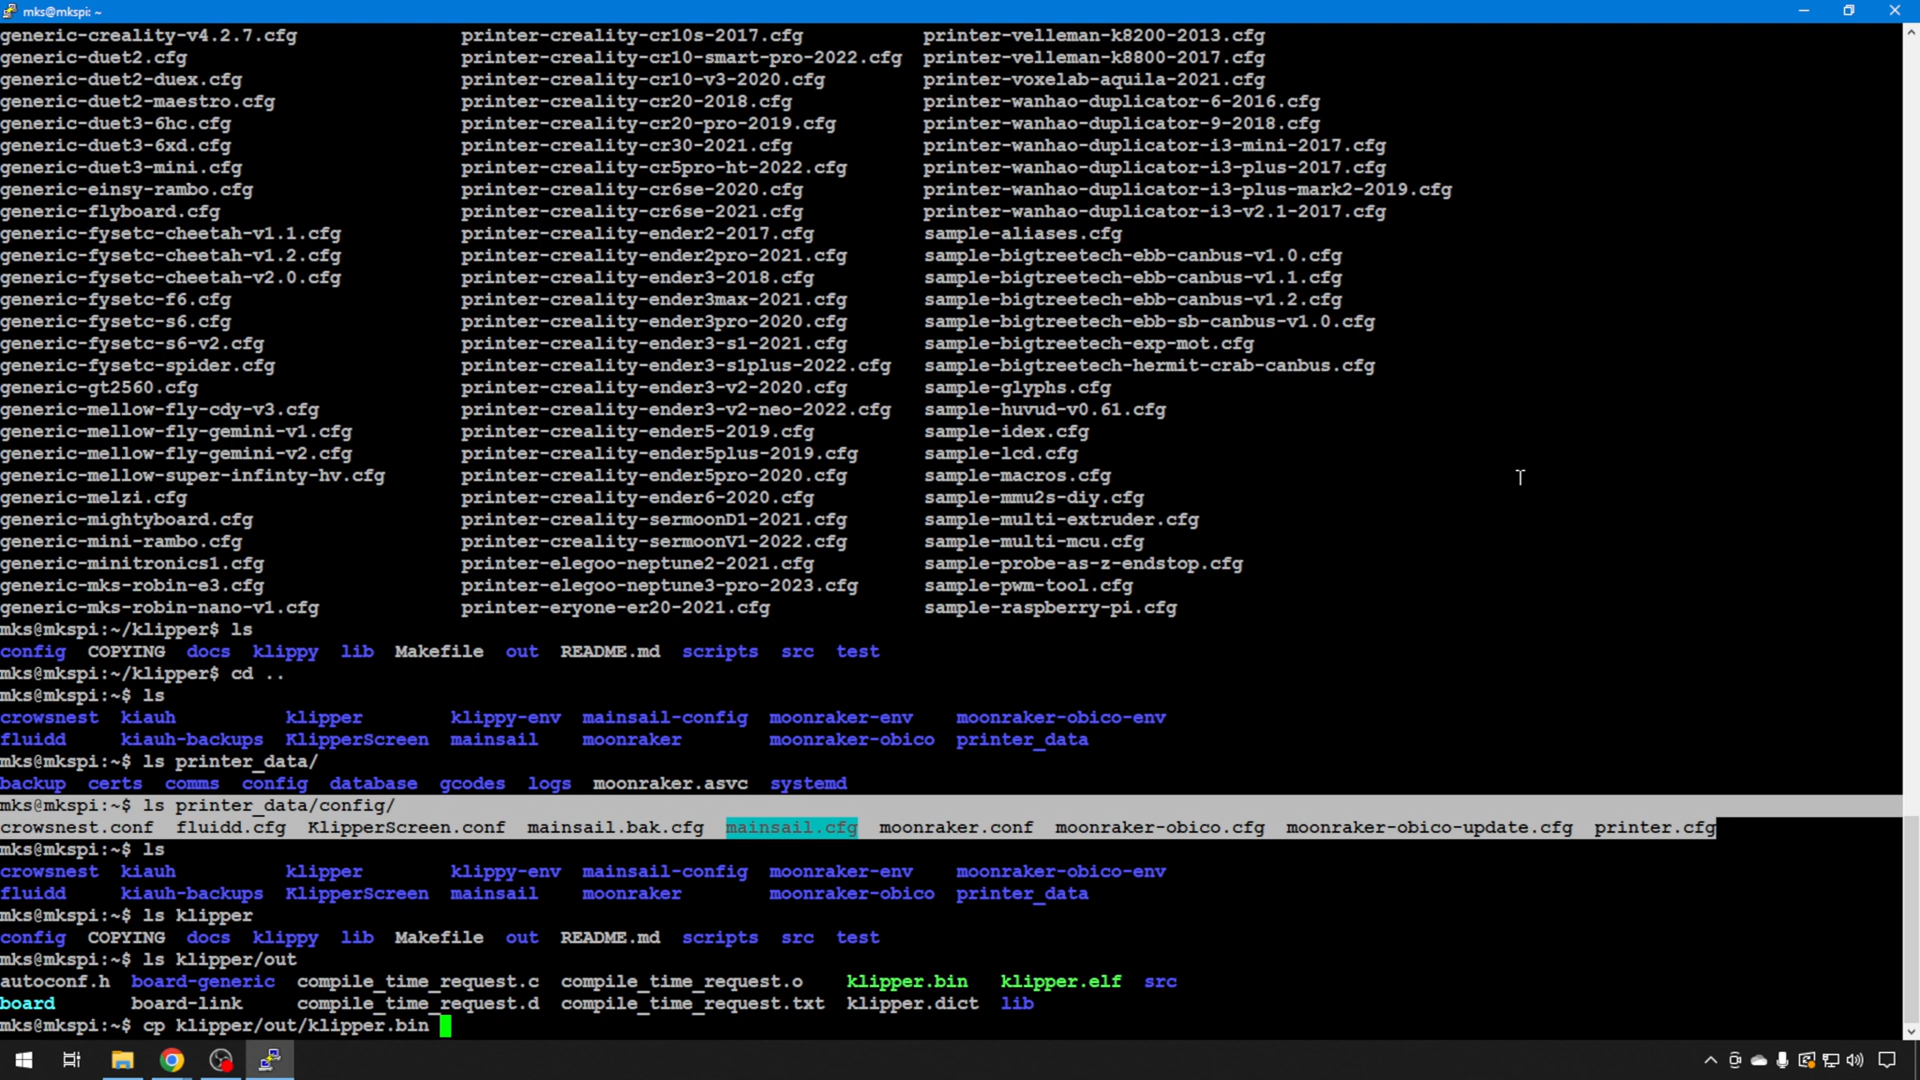 mks@mkspi: ~
generic-creality-v4.2.7.cfg printer-creality-cr10s-2017.cfg printer-velleman-k8200-2013.cfg
generic-duet2.cfg printer-creality-cr10-smart-pro-2022.cfg printer-velleman-k8800-2017.cfg
generic-duet2-duex.cfg printer-creality-cr10-v3-2020.cfg printer-voxelab-aquila-2021.cfg
generic-duet2-maestro.cfg printer-creality-cr20-2018.cfg printer-wanhao-duplicator-6-2016.cfg
generic-duet3-6hc.cfg printer-creality-cr20-pro-2019.cfg printer-wanhao-duplicator-9-2018.cfg
generic-duet3-6xd.cfg printer-creality-cr30-2021.cfg printer-wanhao-duplicator-i3-mini-2017.cfg
generic-duet3-mini.cfg printer-creality-cr5pro-ht-2022.cfg printer-wanhao-duplicator-i3-plus-2017.cfg
generic-einsy-rambo.cfg printer-creality-cr6se-2020.cfg printer-wanhao-duplicator-i3-plus-mark2-2019.cfg
generic-flyboard.cfg printer-creality-cr6se-2021.cfg printer-wanhao-duplicator-i3-v2.1-2017.cfg
generic-fysetc-cheetah-v1.1.cfg printer-creality-ender2-2017.cfg sample-aliases.cfg
generic-fysetc-cheetah-v1.2.cfg printer-creality-ender2pro-2021.cfg sample-bigtreetech-ebb-canbus-v1.0.cfg
generic-fysetc-cheetah-v2.0.cfg printer-creality-ender3-2018.cfg sample-bigtreetech-ebb-canbus-v1.1.cfg
generic-fysetc-f6.cfg printer-creality-ender3max-2021.cfg sample-bigtreetech-ebb-canbus-v1.2.cfg
generic-fysetc-s6.cfg printer-creality-ender3pro-2020.cfg sample-bigtreetech-ebb-sb-canbus-v1.0.cfg
generic-fysetc-s6-v2.cfg printer-creality-ender3-s1-2021.cfg sample-bigtreetech-exp-mot.cfg
generic-fysetc-spider.cfg printer-creality-ender3-s1plus-2022.cfg sample-bigtreetech-hermit-crab-canbus.cfg
generic-gt2560.cfg printer-creality-ender3-v2-2020.cfg sample-glyphs.cfg
generic-mellow-fly-cdy-v3.cfg printer-creality-ender3-v2-neo-2022.cfg sample-huvud-v0.61.cfg
generic-mellow-fly-gemini-v1.cfg printer-creality-ender5-2019.cfg sample-idex.cfg
generic-mellow-fly-gemini-v2.cfg printer-creality-ender5plus-2019.cfg sample-lcd.cfg
generic-mellow-super-infinty-hv.cfg printer-creality-ender5pro-2020.cfg sample-macros.cfg
generic-melzi.cfg printer-creality-ender6-2020.cfg sample-mmu2s-diy.cfg
generic-mightyboard.cfg printer-creality-sermoonD1-2021.cfg sample-multi-extruder.cfg
generic-mini-rambo.cfg printer-creality-sermoonV1-2022.cfg sample-multi-mcu.cfg
generic-minitronics1.cfg printer-elegoo-neptune2-2021.cfg sample-probe-as-z-endstop.cfg
generic-mks-robin-e3.cfg printer-elegoo-neptune3-pro-2023.cfg sample-pwm-tool.cfg
generic-mks-robin-nano-v1.cfg printer-eryone-er20-2021.cfg sample-raspberry-pi.cfg
mks@mkspi:~/klipper$ ls
config COPYING docs klippy lib Makefile out README.md scripts src test
mks@mkspi:~/klipper$ cd ..
mks@mkspi:~$ ls
crowsnest kiauh klipper klippy-env mainsail-config moonraker-env moonraker-obico-env
fluidd kiauh-backups KlipperScreen mainsail moonraker moonraker-obico printer_data
mks@mkspi:~$ ls printer_data/
backup certs comms config database gcodes logs moonraker.asvc systemd
mks@mkspi:~$ ls printer_data/config/
crowsnest.conf fluidd.cfg KlipperScreen.conf mainsail.bak.cfg mainsail.cfg moonraker.conf moonraker-obico.cfg moonraker-obico-update.cfg printer.cfg
mks@mkspi:~$ ls
crowsnest kiauh klipper klippy-env mainsail-config moonraker-env moonraker-obico-env
fluidd kiauh-backups KlipperScreen mainsail moonraker moonraker-obico printer_data
mks@mkspi:~$ ls klipper
config COPYING docs klippy lib Makefile out README.md scripts src test
mks@mkspi:~$ ls klipper/out
autoconf.h board-generic compile_time_request.c compile_time_request.o klipper.bin klipper.elf src
board board-link compile_time_request.d compile_time_request.txt klipper.dict lib
mks@mkspi:~$ cp klipper/out/klipper.bin